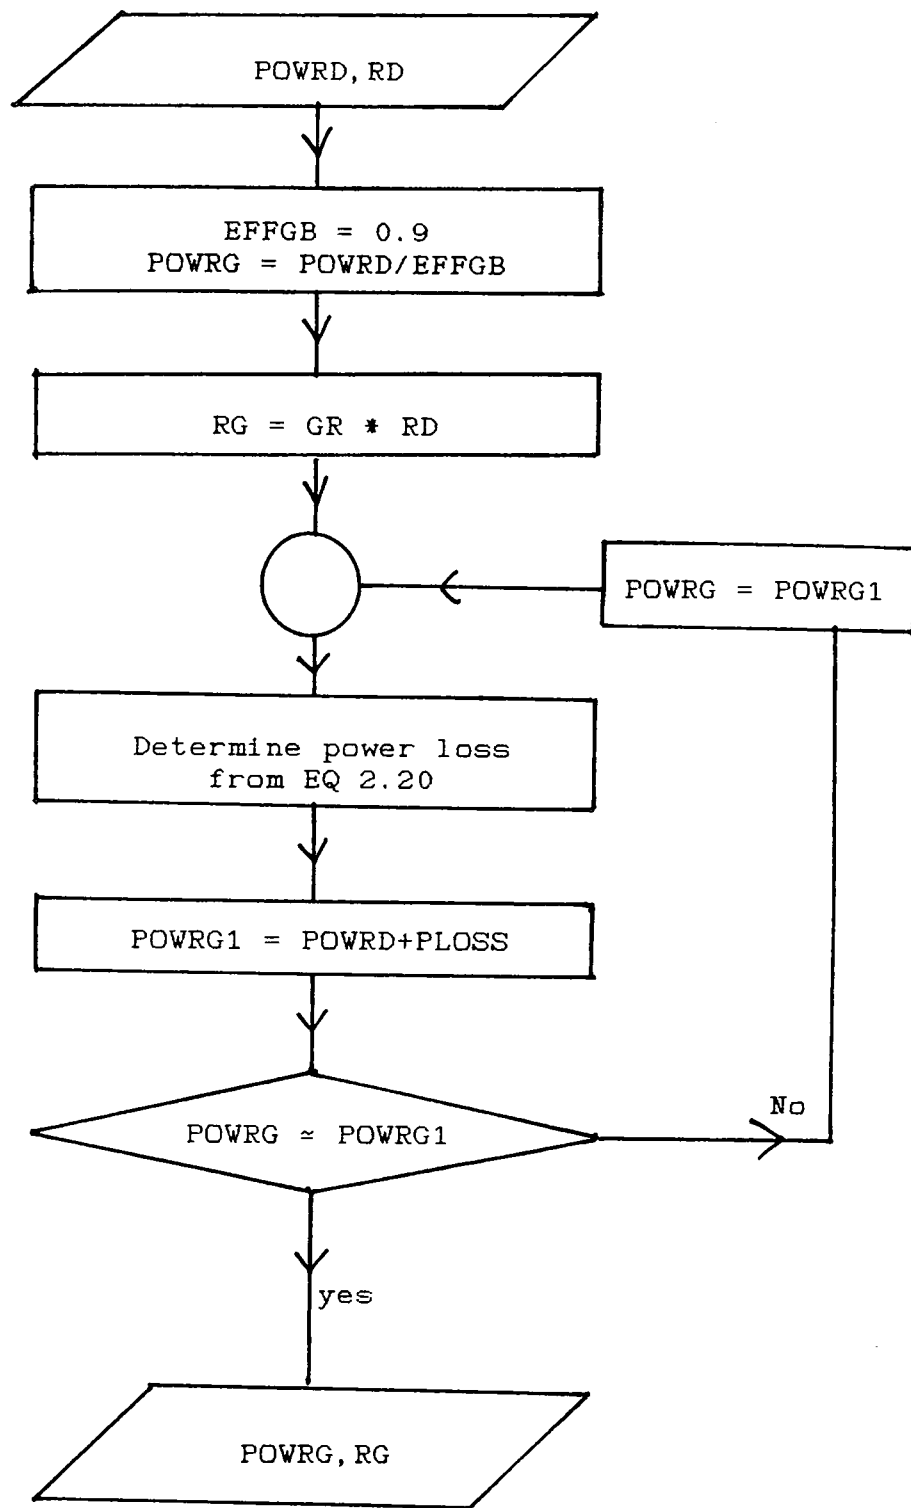 POWRD,RD
EFFGB = 0.9
POWRG = POWRD/EFFGB
RG = GR * RD
POWRG = POWRG1
Determine power loss
from EQ 2.20
POWRG1 = POWRD+PLOSS
No
POWRG ≃ POWRG1
yes
POWRG,RG